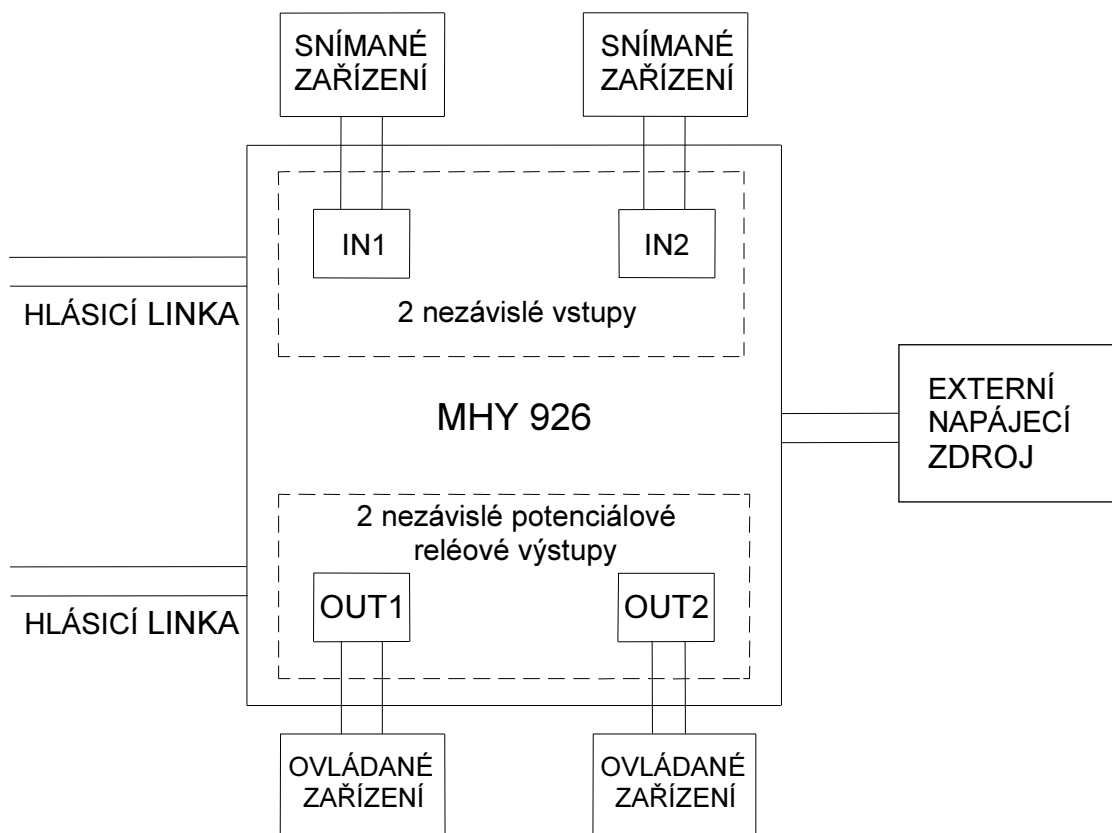 SNÍMANÉ
ZAŘÍZENÍ
SNÍMANÉ
ZAŘÍZENÍ
IN1
IN2
2 nezávislé vstupy
HLÁSICÍ LINKA
MHY 926
EXTERNÍ
NAPÁJECÍ
ZDROJ
2 nezávislé potenciálové
reléové výstupy
OUT1
OUT2
HLÁSICÍ LINKA
OVLÁDANÉ
ZAŘÍZENÍ
OVLÁDANÉ
ZAŘÍZENÍ